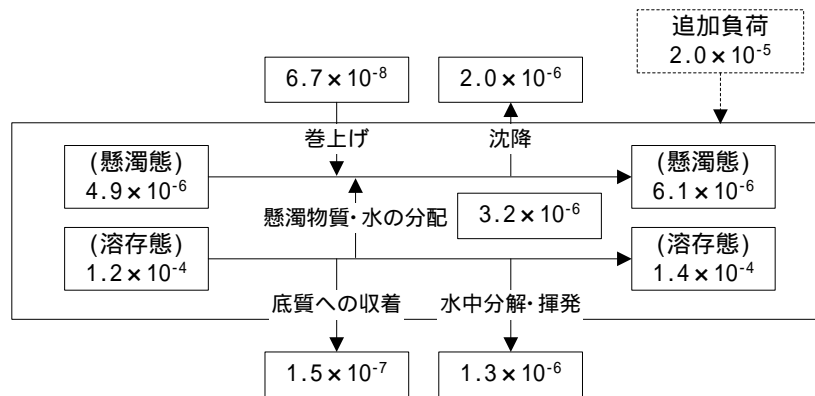 追加負荷
2.0×10⁻⁵
6.7×10⁻⁸
2.0×10⁻⁶
巻上げ
沈降
(懸濁態)
4.9×10⁻⁶
(懸濁態)
6.1×10⁻⁶
懸濁物質・水の分配
3.2×10⁻⁶
(溶存態)
1.2×10⁻⁴
(溶存態)
1.4×10⁻⁴
底質への収着
水中分解・揮発
1.5×10⁻⁷
1.3×10⁻⁶